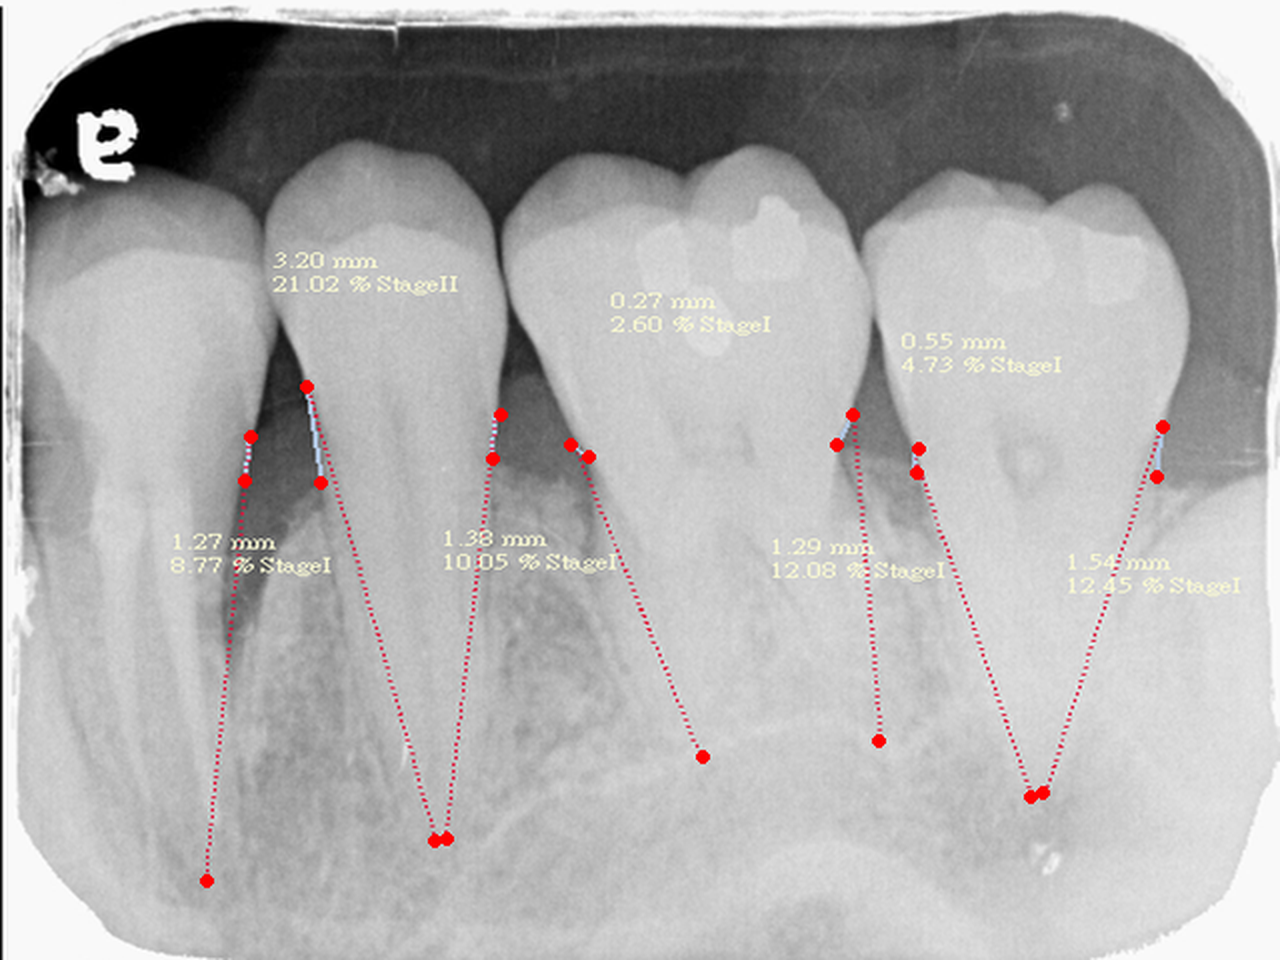 a
3.20 mm
21.02 % StageII
0.27 mm
2.60 % StageI
0.55 mm
4.73 % StageI
1.27 mm
8.77 % StageI
1.38 mm
10.05 % StageI
1.29 mm
12.08 % StageI
1.54 mm
12.45 % StageI